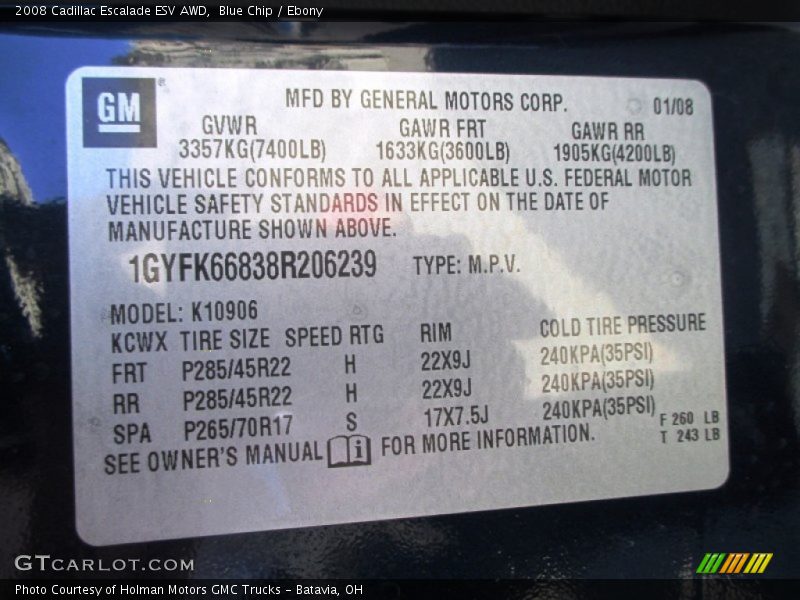 2008 Cadillac Escalade ESV AWD, Blue Chip / Ebony
GM®
MFD BY GENERAL MOTORS CORP. 01/08
GVWR GAWR FRT GAWR RR
3357KG(7400LB) 1633KG(3600LB) 1905KG(4200LB)
THIS VEHICLE CONFORMS TO ALL APPLICABLE U.S. FEDERAL MOTOR
VEHICLE SAFETY STANDARDS IN EFFECT ON THE DATE OF
MANUFACTURE SHOWN ABOVE.
1GYFK66838R206239 TYPE: M.P.V.
MODEL: K10906
KCWX TIRE SIZE SPEED RTG RIM COLD TIRE PRESSURE
FRT P285/45R22 H 22X9J 240KPA(35PSI)
RR P285/45R22 H 22X9J 240KPA(35PSI)
SPA P265/70R17 S 17X7.5J 240KPA(35PSI)
SEE OWNER'S MANUAL i FOR MORE INFORMATION.
F 260 LB
T 243 LB
GTCARLOT.COM
Photo Courtesy of Holman Motors GMC Trucks - Batavia, OH